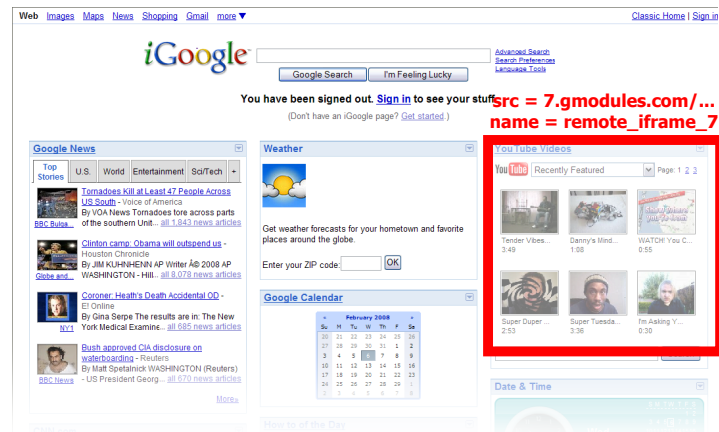 Web Images Maps News Shopping Gmail more ▼
Classic Home | Sign in
iGoogle™
Advanced Search
Search Preferences
Language Tools
Google Search I'm Feeling Lucky
You have been signed out. Sign in to see your stuff
(Don't have an iGoogle page? Get started.)
src = 7.gmodules.com/...
name = remote_iframe_7
Google News
Top Stories U.S. World Entertainment Sci/Tech +
Tornadoes Kill at Least 47 People Across
US South - Voice of America
By VOA News Tornadoes tore across parts
of the southern Unit... all 1,843 news articles
BBC Bulga...
Clinton camp: Obama will outspend us -
Houston Chronicle
By JIM KUHNHENN AP Writer Â© 2008 AP
WASHINGTON - Hill... all 8,078 news articles
Globe and...
Coroner: Heath's Death Accidental OD -
E! Online
By Gina Serpe The results are in: The New
York Medical Examine... all 685 news articles
NY1
Bush approved CIA disclosure on
waterboarding - Reuters
By Matt Spetalnick WASHINGTON (Reuters)
- US President Georg... all 670 news articles
BBC News
More»
Weather
Get weather forecasts for your hometown and favorite
places around the globe.
Enter your ZIP code: OK
Google Calendar
« February 2008 »
Su M Tu W Th F Sa
20 21 22 23 24 25 26
27 28 29 30 31 1 2
3 4 5 6 7 8 9
10 11 12 13 14 15 16
17 18 19 20 21 22 23
24 25 26 27 28 29 1
2 3 4 5 6 7 8
How to of the Day
YouTube Videos
YouTube Recently Featured Page: 1 2 3
Tender Vibes... Danny's Mind... WATCH! You C...
3:49 1:08 0:55
Super Duper ... Super Tuesda... I'm Asking Y...
2:53 3:36 0:30
Date & Time